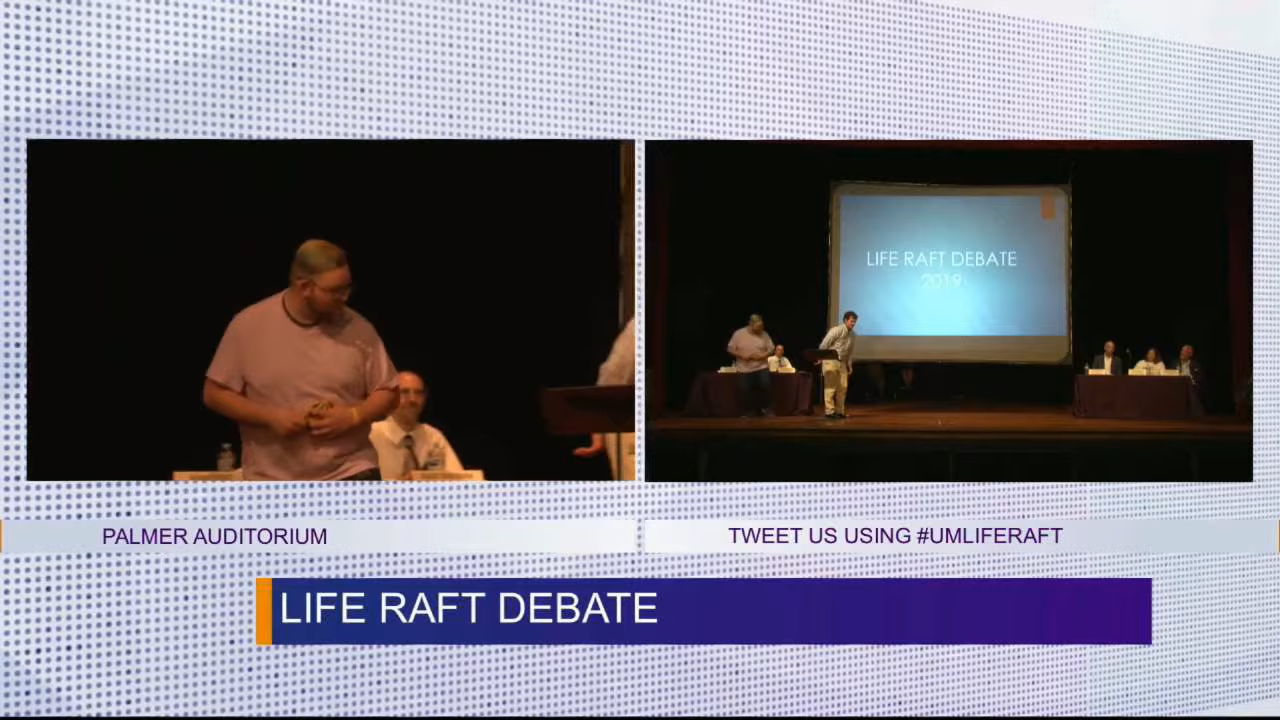 LIFE RAFT DEBATE
2019
PALMER AUDITORIUM
TWEET US USING #UMLIFERAFT
LIFE RAFT DEBATE